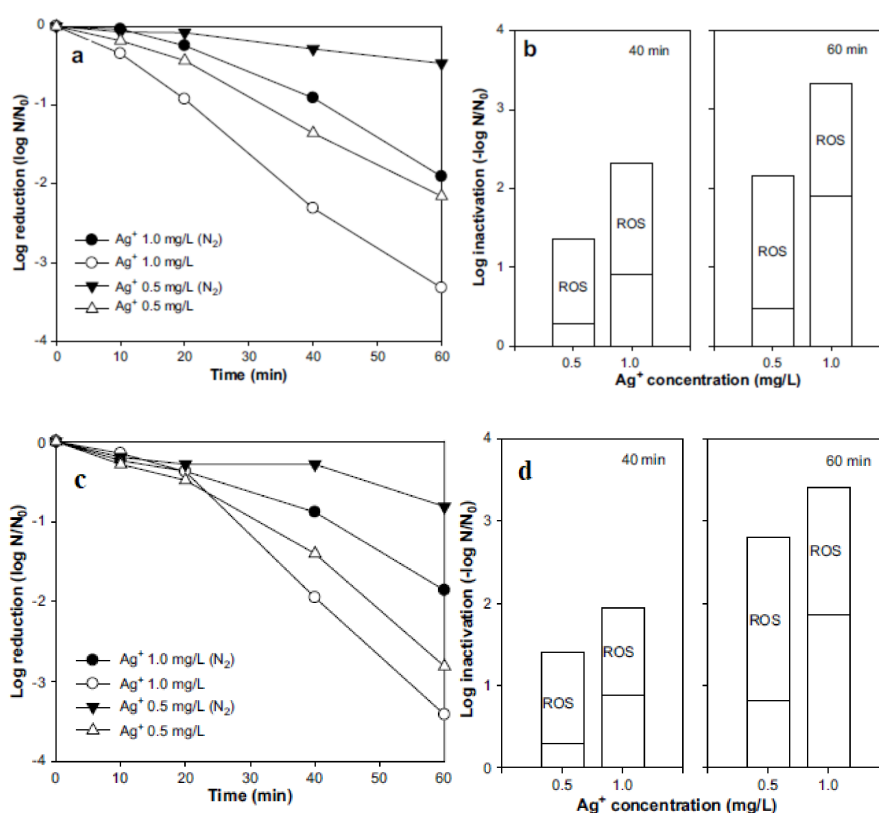 a
Log reduction (log N/N₀)
0
-1
-2
-3
-4
Ag⁺ 1.0 mg/L (N₂)
Ag⁺ 1.0 mg/L
Ag⁺ 0.5 mg/L (N₂)
Ag⁺ 0.5 mg/L
0 10 20 30 40 50 60
Time (min)
b
Log inactivation (-log N/N₀)
-4
3
2
1
0
40 min
60 min
ROS
ROS
ROS
ROS
0.5 1.0
0.5 1.0
Ag⁺ concentration (mg/L)
c
Log reduction (log N/N₀)
0
-1
-2
-3
-4
Ag⁺ 1.0 mg/L (N₂)
Ag⁺ 1.0 mg/L
Ag⁺ 0.5 mg/L (N₂)
Ag⁺ 0.5 mg/L
0 10 20 30 40 50 60
Time (min)
d
Log inactivation (-log N/N₀)
-4
3
2
1
0
40 min
60 min
ROS
ROS
ROS
ROS
0.5 1.0
0.5 1.0
Ag⁺ concentration (mg/L)